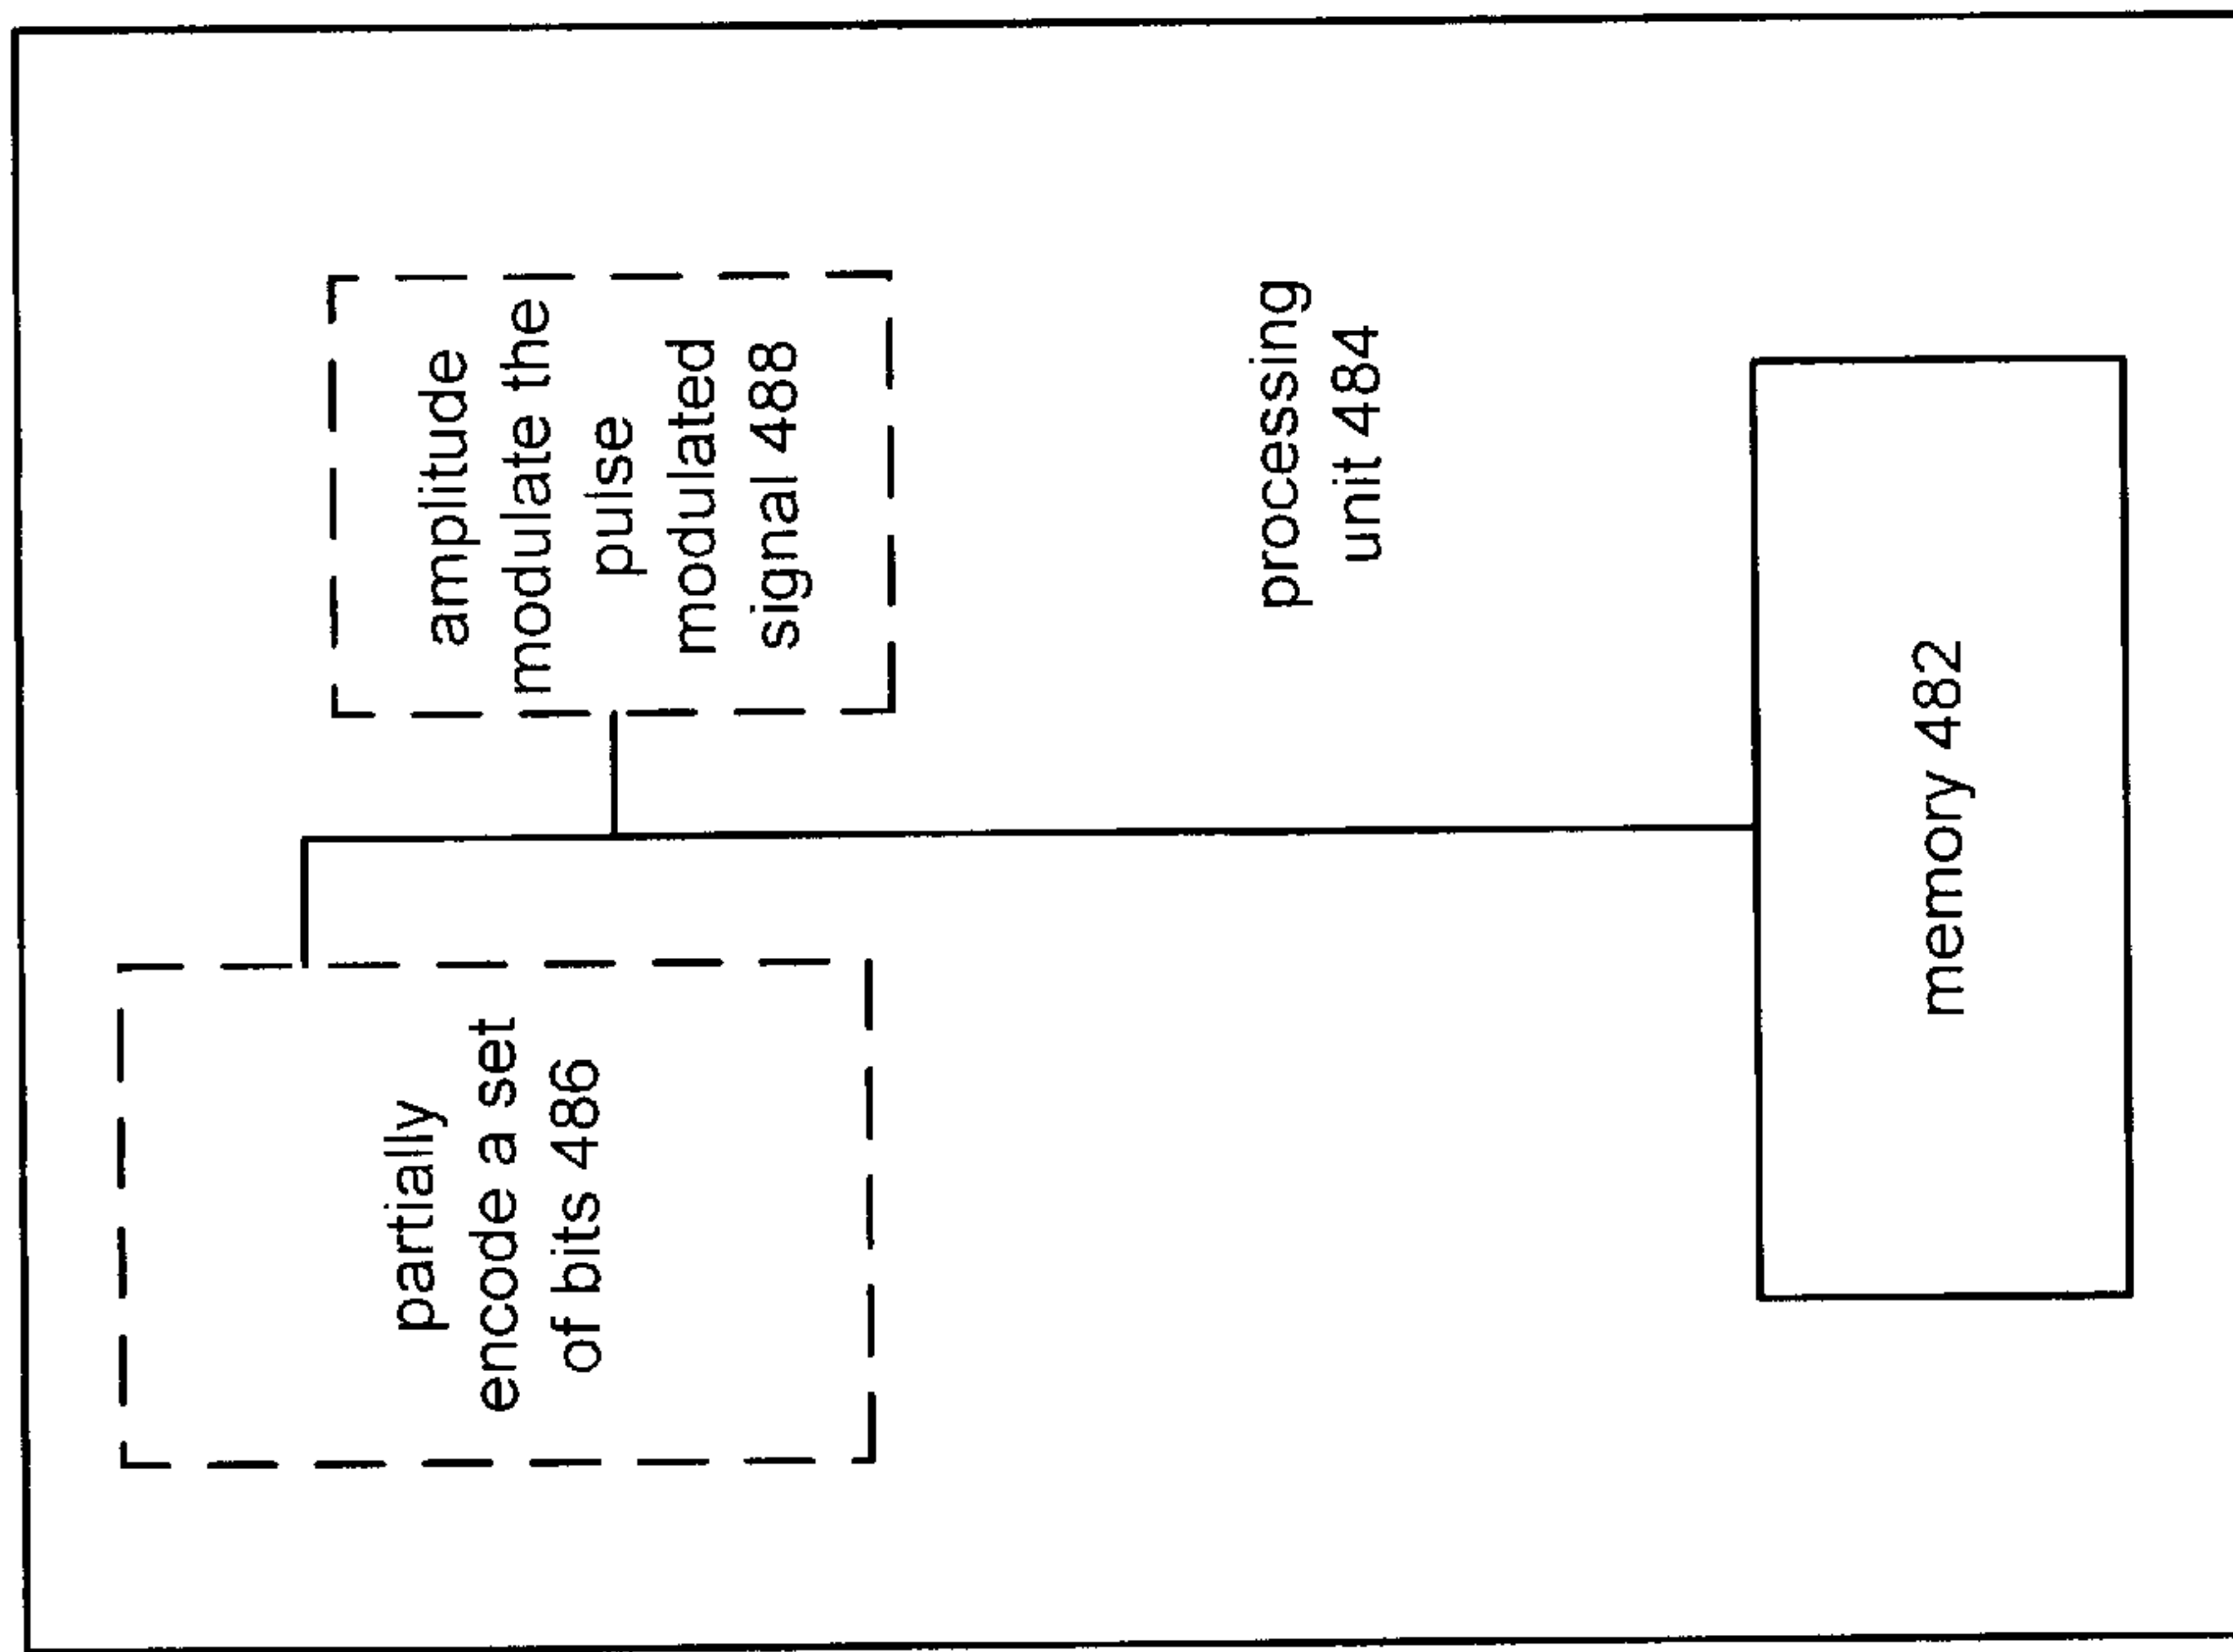 partially
encode a set
of bits 486
amplitude
modulate the
pulse
modulated
signal 488
processing
unit 484
memory 482